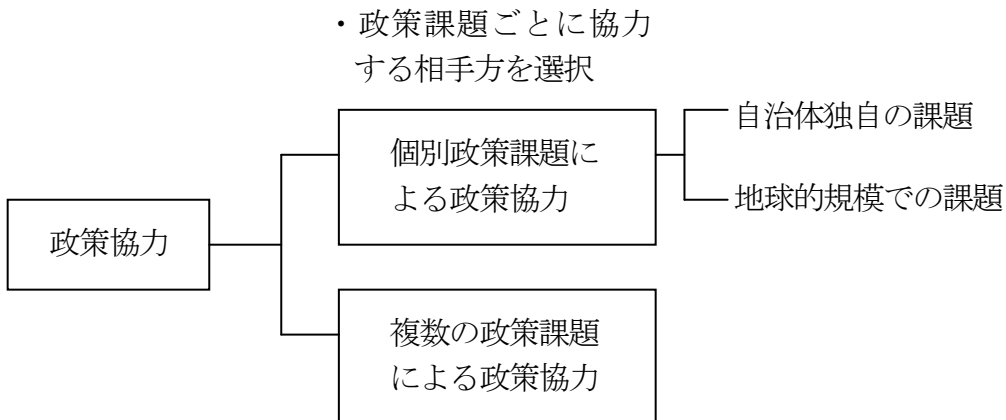 ・政策課題ごとに協力
する相手方を選択
個別政策課題に
よる政策協力
自治体独自の課題
地球的規模での課題
政策協力
複数の政策課題
による政策協力